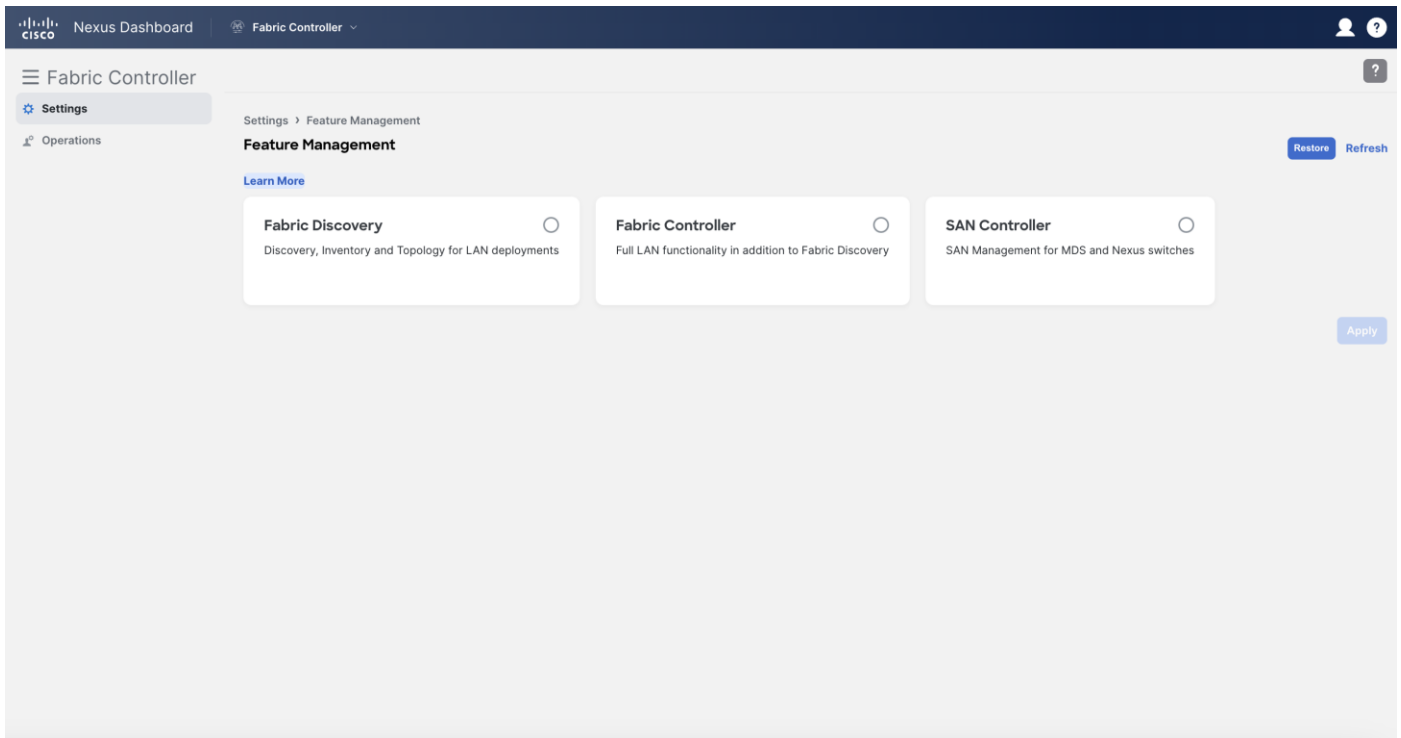 CISCO Nexus Dashboard Fabric Controller ?
Fabric Controller ?
Settings
Operations
Settings › Feature Management
Feature Management
Restore Refresh
Learn More
Fabric Discovery
Discovery, Inventory and Topology for LAN deployments
Fabric Controller
Full LAN functionality in addition to Fabric Discovery
SAN Controller
SAN Management for MDS and Nexus switches
Apply